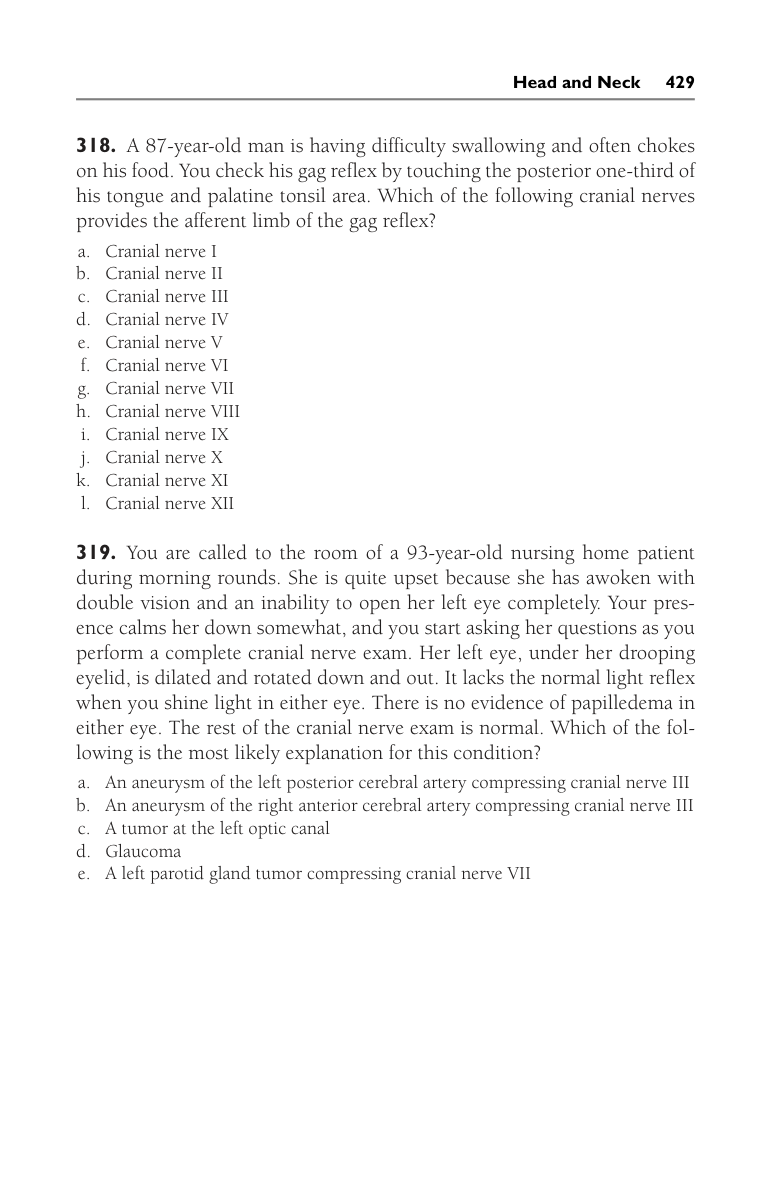 Head and Neck 429
318. A 87-year-old man is having difficulty swallowing and often chokes
on his food. You check his gag reflex by touching the posterior one-third of
his tongue and palatine tonsil area. Which of the following cranial nerves
provides the afferent limb of the gag reflex?
a. Cranial nerve I
b. Cranial nerve II
c. Cranial nerve III
d. Cranial nerve IV
e. Cranial nerve V
f. Cranial nerve VI
g. Cranial nerve VII
h. Cranial nerve VIII
i. Cranial nerve IX
j. Cranial nerve X
k. Cranial nerve XI
l. Cranial nerve XII
319. You are called to the room of a 93-year-old nursing home patient
during morning rounds. She is quite upset because she has awoken with
double vision and an inability to open her left eye completely. Your pres-
ence calms her down somewhat, and you start asking her questions as you
perform a complete cranial nerve exam. Her left eye, under her drooping
eyelid, is dilated and rotated down and out. It lacks the normal light reflex
when you shine light in either eye. There is no evidence of papilledema in
either eye. The rest of the cranial nerve exam is normal. Which of the fol-
lowing is the most likely explanation for this condition?
a. An aneurysm of the left posterior cerebral artery compressing cranial nerve III
b. An aneurysm of the right anterior cerebral artery compressing cranial nerve III
c. A tumor at the left optic canal
d. Glaucoma
e. A left parotid gland tumor compressing cranial nerve VII